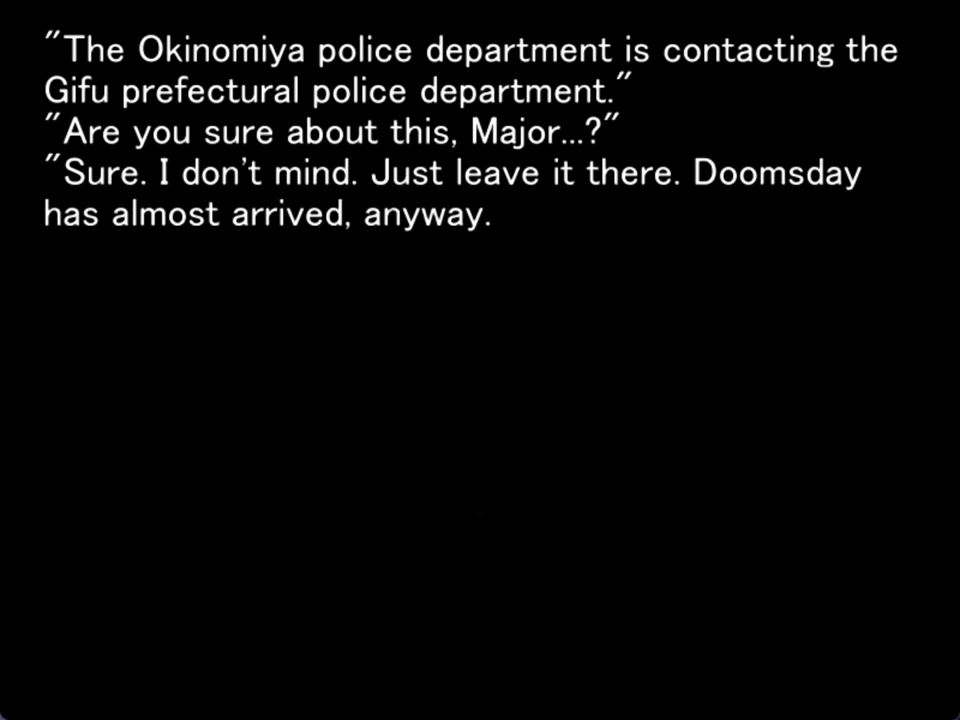 "The Okinomiya police department is contacting the
Gifu prefectural police department."
"Are you sure about this, Major...?"
"Sure. I don't mind. Just leave it there. Doomsday
has almost arrived, anyway.